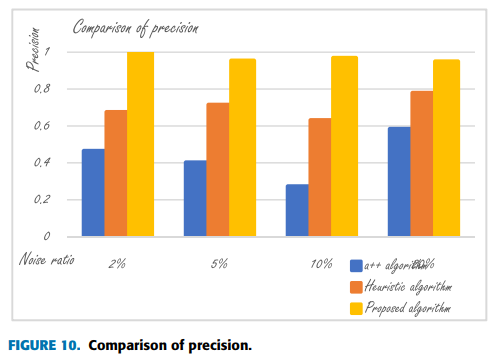 Comparison of precision
Precision
1
0,8
0,6
0,4
0,2
0
Noise ratio 2% 5% 10%
a++ algorithm
Heuristic algorithm
Proposed algorithm
FIGURE 10. Comparison of precision.